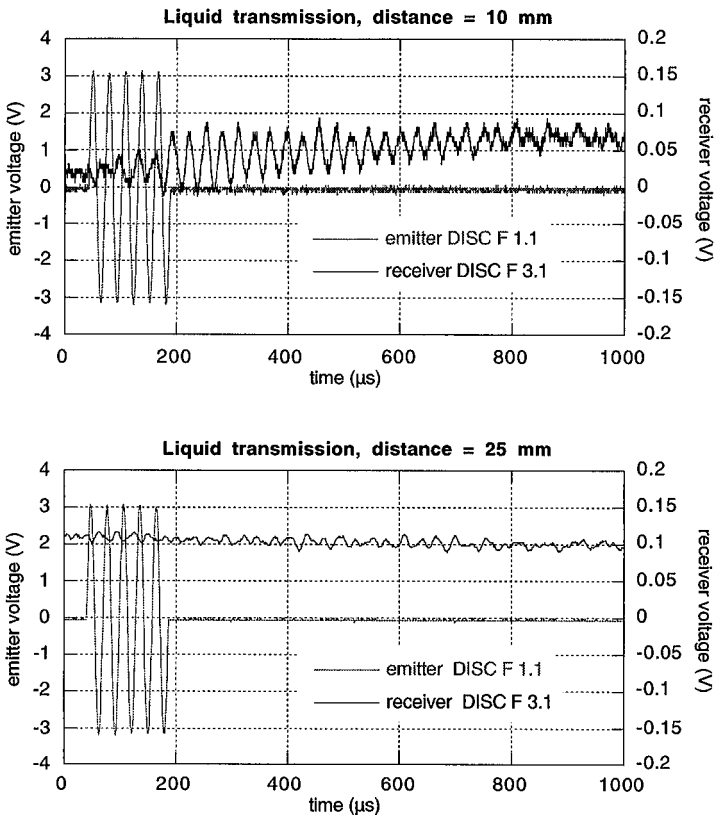 Liquid transmission, distance = 10 mm
4
3
2
1
0
-1
-2
-3
-4
emitter voltage (V)
0.2
0.15
0.1
0.05
0
-0.05
-0.1
-0.15
-0.2
receiver voltage (V)
emitter DISC F 1.1
receiver DISC F 3.1
0 200 400 600 800 1000
time (µs)
Liquid transmission, distance = 25 mm
4
3
2
1
0
-1
-2
-3
-4
emitter voltage (V)
0.2
0.15
0.1
0.05
0
-0.05
-0.1
-0.15
-0.2
receiver voltage (V)
emitter DISC F 1.1
receiver DISC F 3.1
0 200 400 600 800 1000
time (µs)